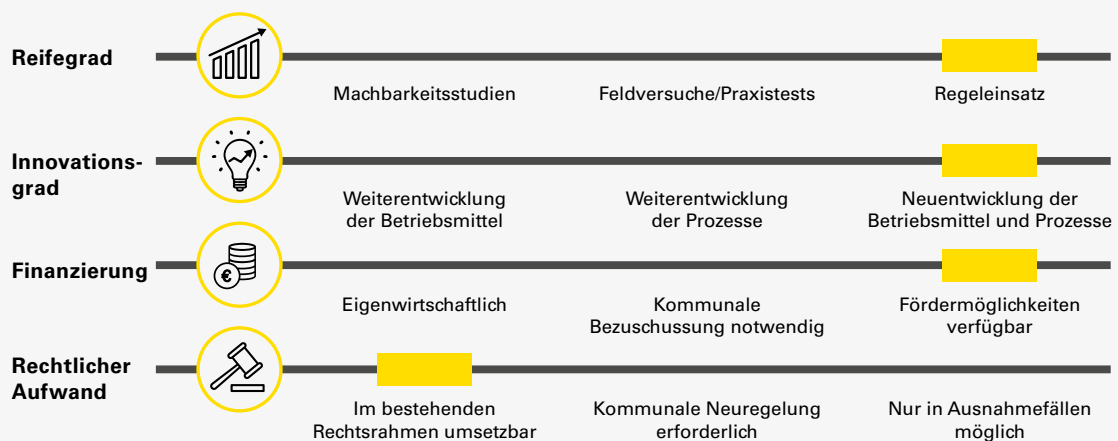 Reifegrad
Machbarkeitsstudien
Feldversuche/Praxistests
Regeleinsatz
Innovations-
grad
Weiterentwicklung
der Betriebsmittel
Weiterentwicklung
der Prozesse
Neuentwicklung der
Betriebsmittel und Prozesse
Finanzierung
€
Eigenwirtschaftlich
Kommunale
Bezuschussung notwendig
Fördermöglichkeiten
verfügbar
Rechtlicher
Aufwand
Im bestehenden
Rechtsrahmen umsetzbar
Kommunale Neuregelung
erforderlich
Nur in Ausnahmefällen
möglich